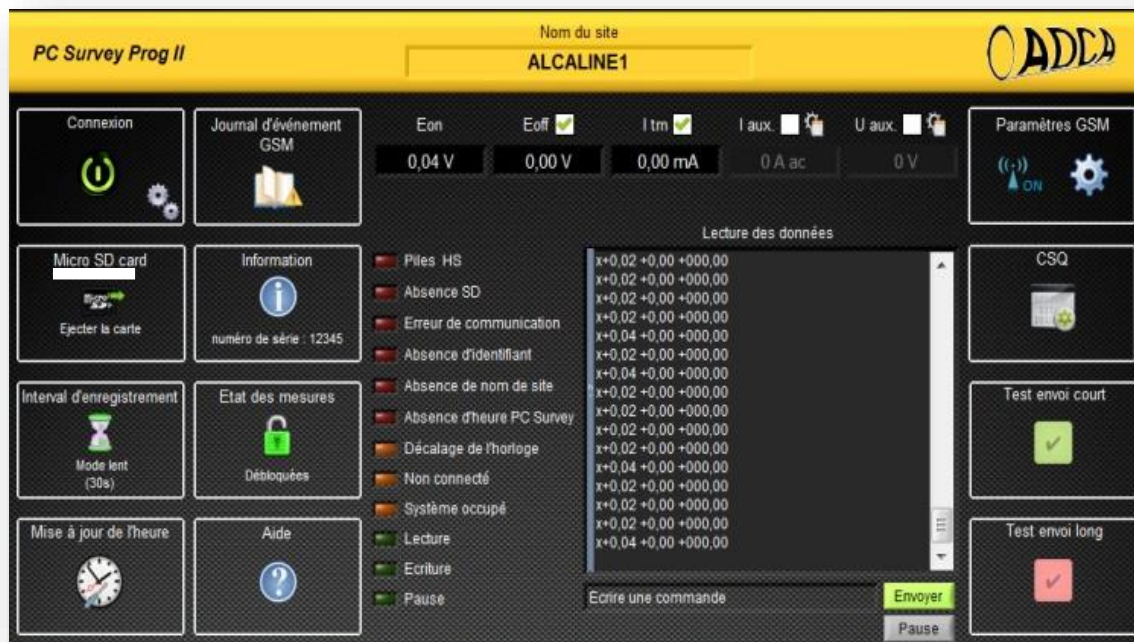 PC Survey Prog II
Nom du site
ALCALINE1
ADCA
Connexion
Journal d'événement
GSM
Eon
Eoff
I trn
I aux.
U aux.
0,04 V
0,00 V
0,00 mA
0 A ac
0 V
Paramètres GSM
ON
Micro SD card
Ejecter la carte
Information
numéro de série : 12345
Interval d'enregistrement
Mode lent
(30s)
Etat des mesures
Débloquées
Mise à jour de l'heure
Aide
Piles HS
Absence SD
Erreur de communication
Absence d'identifiant
Absence de nom de site
Absence d'heure PC Survey
Décalage de l'horloge
Non connecté
Système occupé
Lecture
Ecriture
Pause
Lecture des données
x+0,02 +0,00 +000,00
x+0,02 +0,00 +000,00
x+0,02 +0,00 +000,00
x+0,02 +0,00 +000,00
x+0,04 +0,00 +000,00
x+0,02 +0,00 +000,00
x+0,04 +0,00 +000,00
x+0,02 +0,00 +000,00
x+0,02 +0,00 +000,00
x+0,02 +0,00 +000,00
x+0,02 +0,00 +000,00
x+0,04 +0,00 +000,00
x+0,02 +0,00 +000,00
x+0,02 +0,00 +000,00
x+0,02 +0,00 +000,00
x+0,04 +0,00 +000,00
Ecrire une commande
Envoyer
Pause
CSQ
Test envoi court
Test envoi long